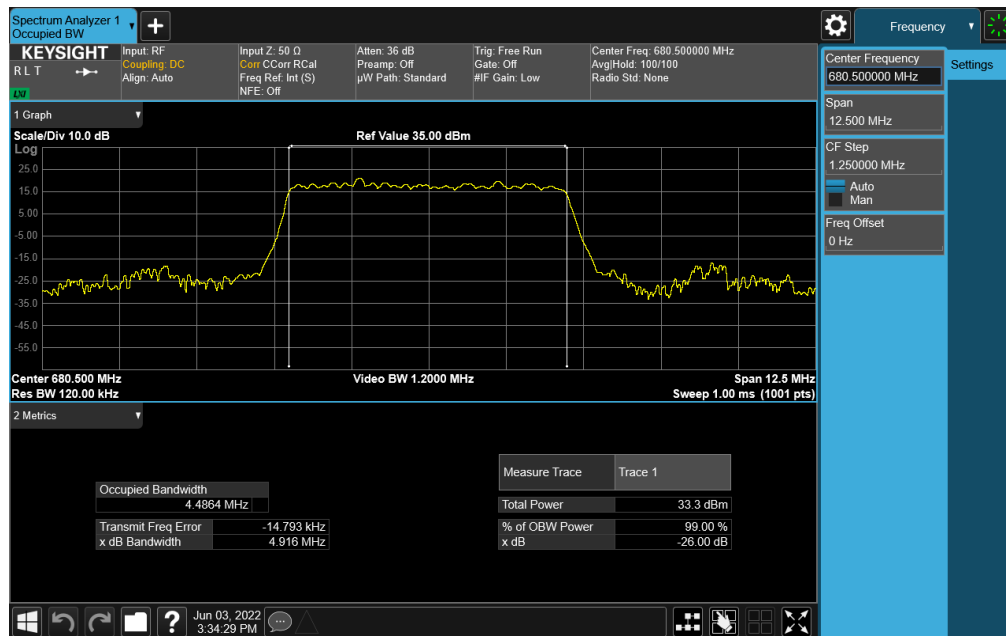 Spectrum Analyzer 1
Occupied BW
Frequency
KEYSIGHT
R L T
LXI
Input: RF
Coupling: DC
Align: Auto
Input Z: 50 Ω
Corr CCorr RCal
Freq Ref: Int (S)
NFE: Off
Atten: 36 dB
Preamp: Off
µW Path: Standard
Trig: Free Run
Gate: Off
#IF Gain: Low
Center Freq: 680.500000 MHz
Avg|Hold: 100/100
Radio Std: None
Center Frequency
680.500000 MHz
Settings
Span
12.500 MHz
CF Step
1.250000 MHz
Auto
Man
Freq Offset
0 Hz
1 Graph
Scale/Div 10.0 dB
Ref Value 35.00 dBm
Log
25.0
15.0
5.00
-5.00
-15.0
-25.0
-35.0
-45.0
-55.0
Center 680.500 MHz
Video BW 1.2000 MHz
Span 12.5 MHz
Res BW 120.00 kHz
Sweep 1.00 ms (1001 pts)
2 Metrics
Measure Trace
Trace 1
Occupied Bandwidth
4.4864 MHz
Total Power
33.3 dBm
Transmit Freq Error
-14.793 kHz
% of OBW Power
99.00 %
x dB Bandwidth
4.916 MHz
x dB
-26.00 dB
?
Jun 03, 2022
3:34:29 PM